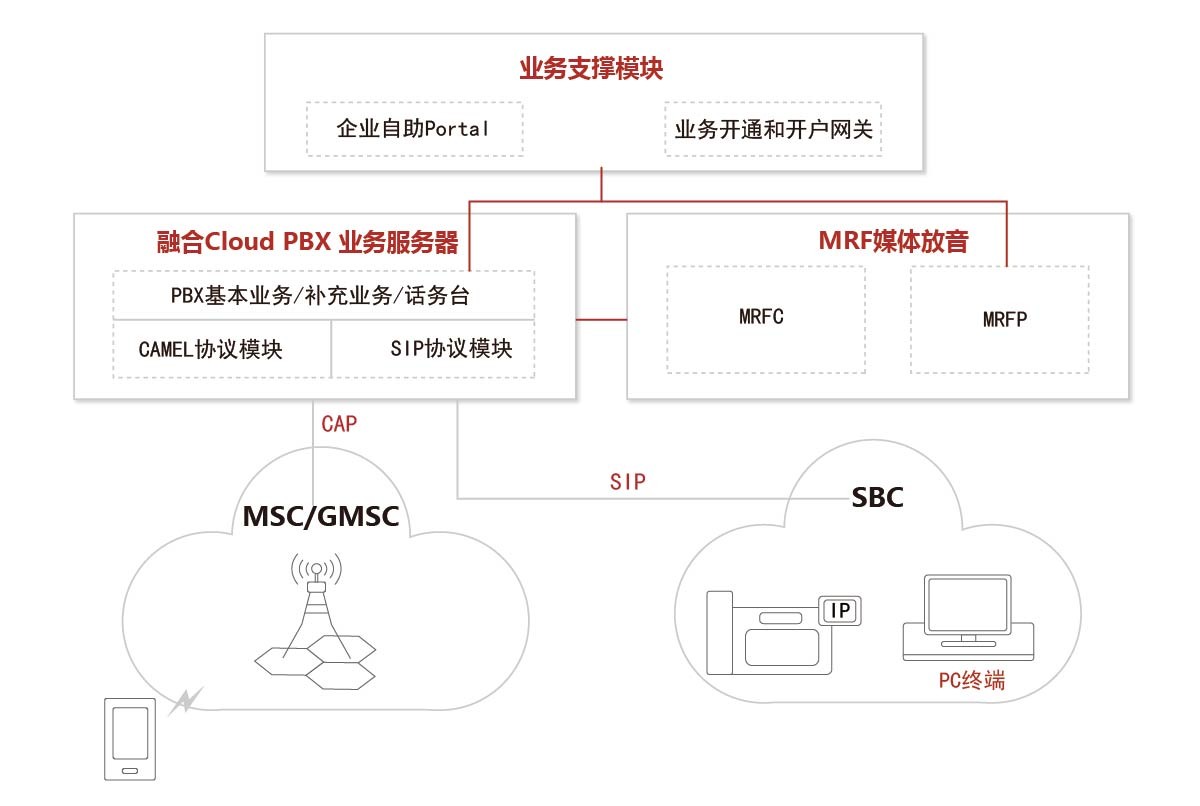 业务支撑模块
企业自助Portal
业务开通和开户网关
融合Cloud PBX 业务服务器
PBX基本业务/补充业务/话务台
CAMEL协议模块
SIP协议模块
MRF媒体放音
MRFC
MRFP
CAP
SIP
MSC/GMSC
SBC
IP
PC终端